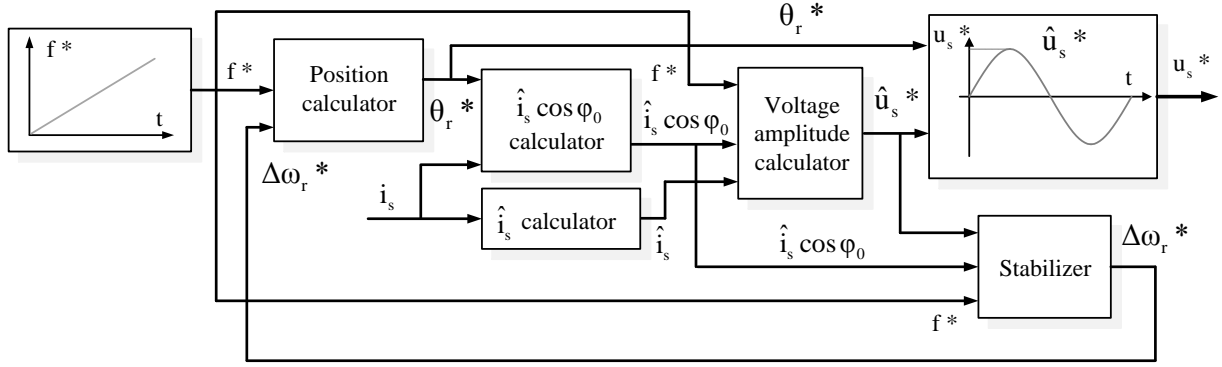 f *
t
f *
Position
calculator
θr *
Δωr *
îs cos φ0
calculator
is
îs calculator
îs
îs cos φ0
f *
θr *
Voltage
amplitude
calculator
ûs *
us *
ûs *
t
us *
îs cos φ0
f *
Stabilizer
Δωr *